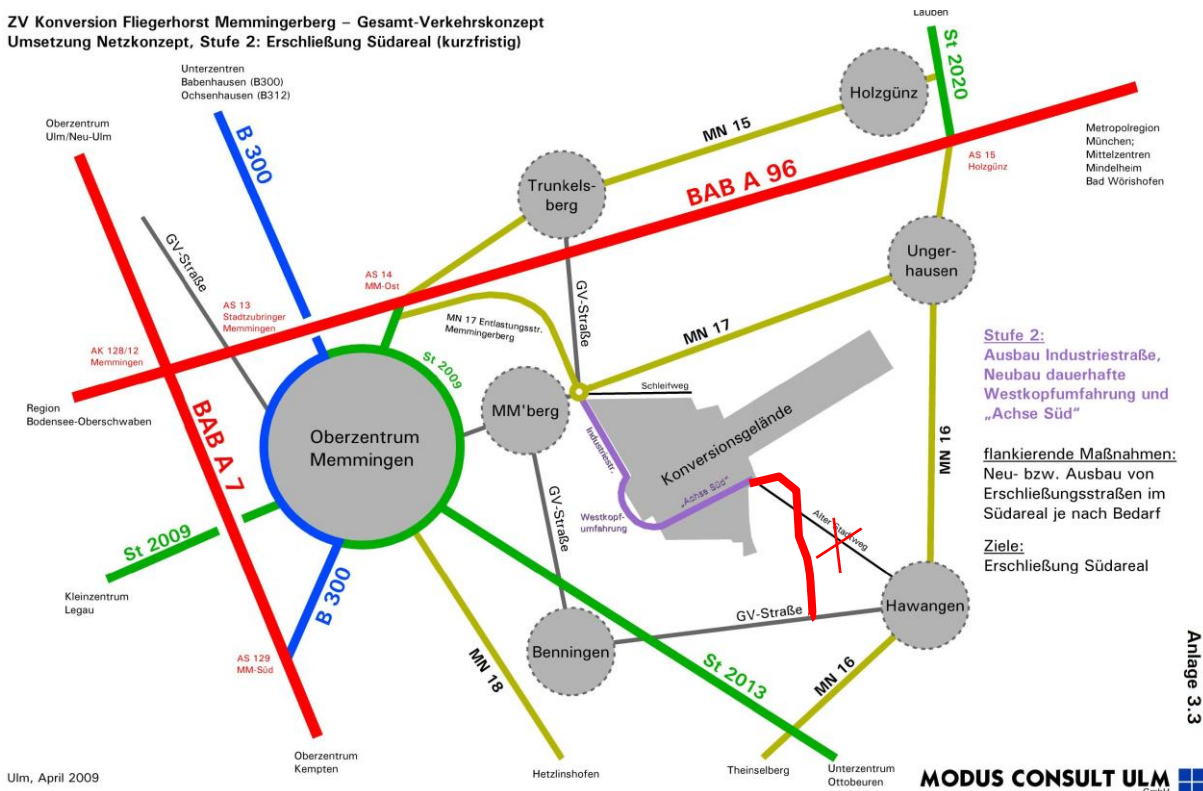 ZV Konversion Fliegerhorst Memmingerberg – Gesamt-Verkehrskonzept
Umsetzung Netzkonzept, Stufe 2: Erschließung Südareal (kurzfristig)
Lauben
St 2020
Unterzentren
Babenhausen (B300)
Ochsenhausen (B312)
Oberzentrum
Ulm/Neu-Ulm
B 300
Holzgünz
MN 15
Metropolregion
München;
Mittelzentren
Mindelheim
Bad Wörishofen
AS 15
Holzgünz
BAB A 96
Trunkels-
berg
GV-Straße
Unger-
hausen
AS 14
MM-Ost
AS 13
Stadtzubringer
Memmingen
GV-Straße
MN 17 Entlastungsstr.
Memmingerberg
MN 17
AK 128/12
Memmingen
St 2009
Schleifweg
Stufe 2:
Ausbau Industriestraße,
Neubau dauerhafte
Westkopfumfahrung und
„Achse Süd"
Region
Bodensee-Oberschwaben
BAB A 7
Oberzentrum
Memmingen
MM'berg
Industriestr.
Konversionsgelände
MN 16
flankierende Maßnahmen:
Neu- bzw. Ausbau von
Erschließungsstraßen im
Südareal je nach Bedarf
GV-Straße
„Achse Süd"
Westkopf-
umfahrung
Alter Stadtweg
St 2009
Ziele:
Erschließung Südareal
Kleinzentrum
Legau
B 300
Hawangen
GV-Straße
Benningen
AS 129
MM-Süd
MN 18
St 2013
MN 16
Anlage 3.3
Oberzentrum
Kempten
Hetzlinshofen
Theinselberg
Unterzentrum
Ottobeuren
Ulm, April 2009
MODUS CONSULT ULM
GmbH